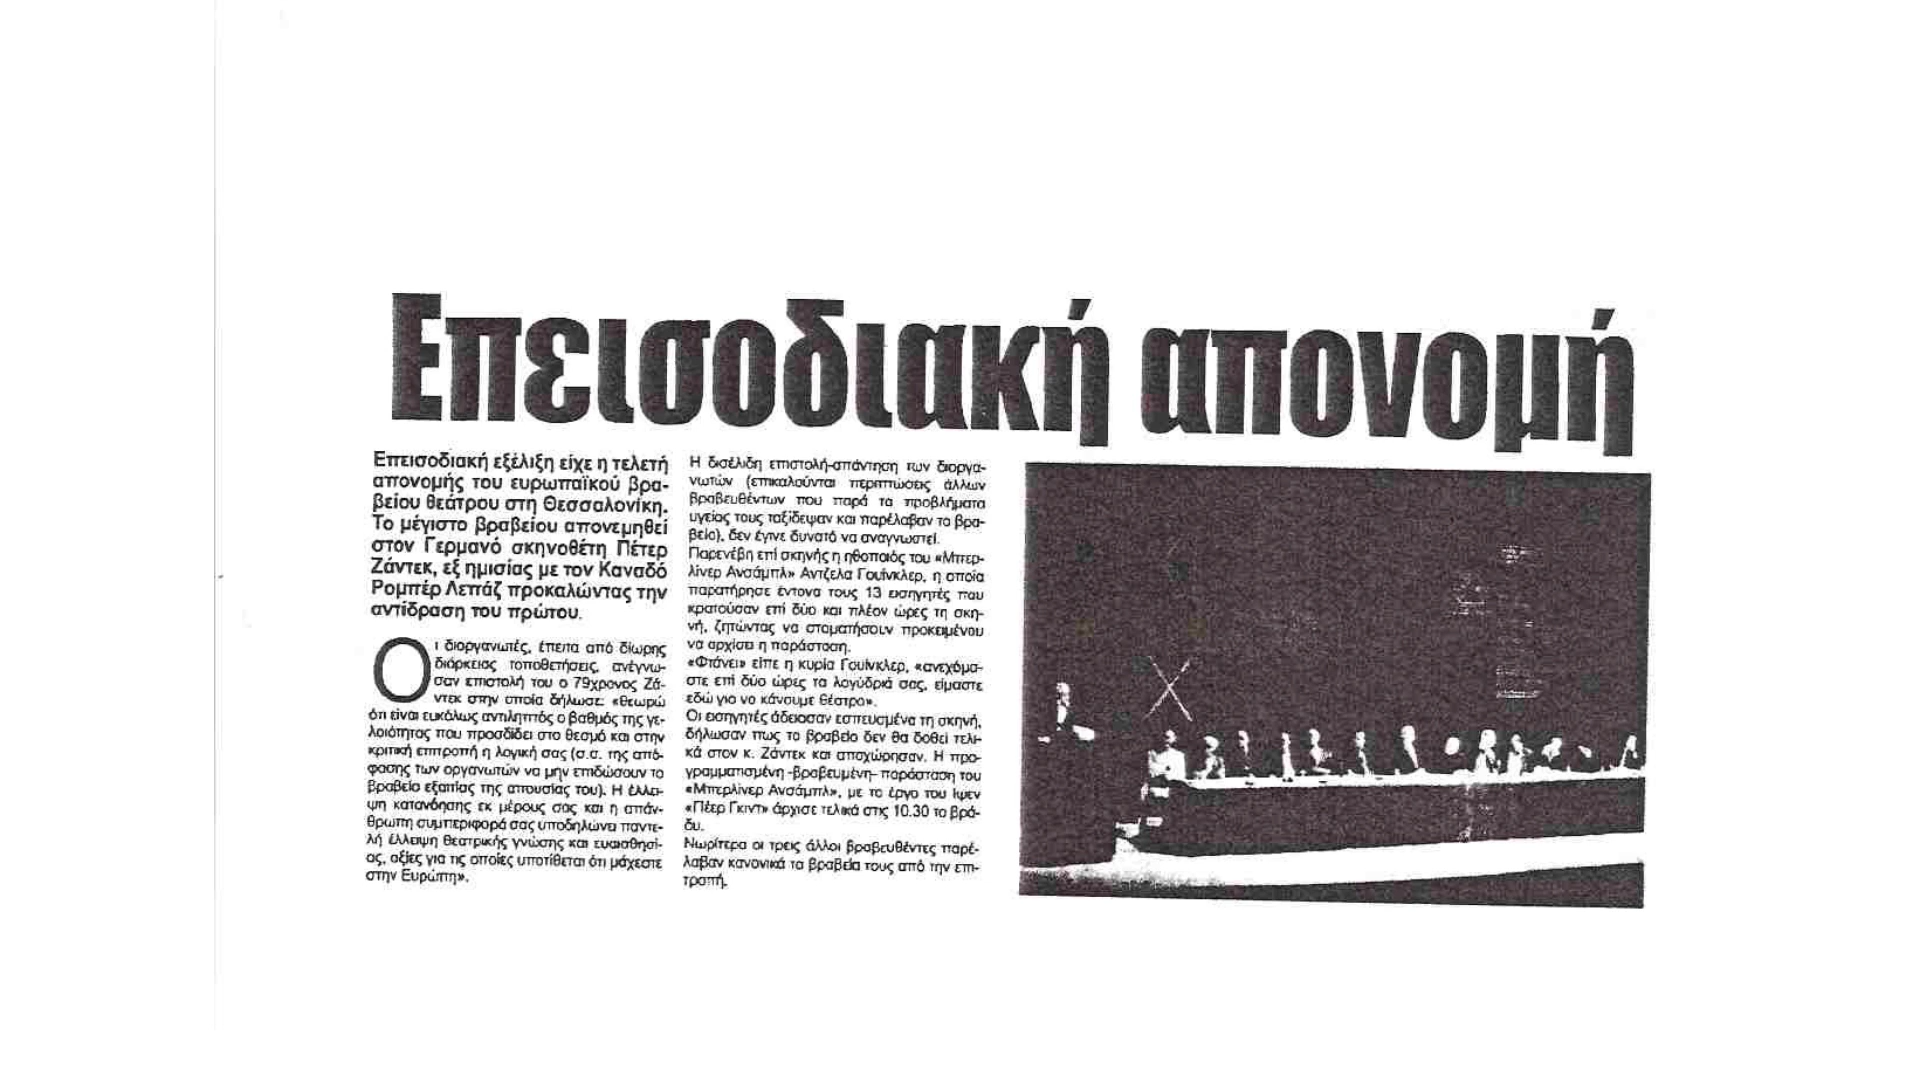 Επεισοδιακή απονομή
Επεισοδιακή εξέλιξη είχε η τελετή
απονομής του ευρωπαϊκού βρα-
βείου θεάτρου στη Θεσσαλονίκη.
Το μέγιστο βραβείου απονεμηθεί
στον Γερμανό σκηνοθέτη Πέτερ
Ζάντεκ, εξ ημισίας με τον Καναδό
Ρομπέρ Λεπάζ προκαλώντας την
αντίδραση του πρώτου.
Οι διοργανωτές, έπειτα από δίωρης
διάρκειας τοποθετήσεις, ανέγνω-
σαν επιστολή του ο 79χρονος Ζά-
ντεκ στην οποία δήλωσε: «θεωρώ
ότι είναι ευκόλως αντιληπτός ο βαθμός της γε-
λοιότητας που προσδίδει στο θεσμό και στην
κριτική επιτροπή η λογική σας (σ.σ. της από-
φασης των οργανωτών να μην επιδώσουν το
βραβείο εξαιτίας της απουσίας του). Η έλλει-
ψη κατανόησης εκ μέρους σας και η απάν-
θρωπη συμπεριφορά σας υποδηλώνει παντε-
λή έλλειψη θεατρικής γνώσης και ευαισθησί-
ας, αξίες για τις οποίες υποτίθεται ότι μάχεστε
στην Ευρώπη».
Η δισέλιδη επιστολή-απάντηση των διοργα-
νωτών (επικαλούνται περιπτώσεις άλλων
βραβευθέντων που παρά τα προβλήματα
υγείας τους ταξίδεψαν και παρέλαβαν το βρα-
βείο), δεν έγινε δυνατό να αναγνωστεί.
Παρενέβη επί σκηνής η ηθοποιός του «Μπερ-
λίνερ Ανσάμπλ» Αντζελα Γουίνκλερ, η οποία
παρατήρησε έντονα τους 13 εισηγητές που
κρατούσαν επί δύο και πλέον ώρες τη σκη-
νή, ζητώντας να σταματήσουν προκειμένου
να αρχίσει η παράσταση.
«Φτάνει» είπε η κυρία Γουίνκλερ, «ανεχόμα-
στε επί δύο ώρες τα λογύδριά σας, είμαστε
εδώ για να κάνουμε θέατρο».
Οι εισηγητές άδειασαν εσπευσμένα τη σκηνή,
δήλωσαν πως το βραβείο δεν θα δοθεί τελι-
κά στον κ. Ζάντεκ και αποχώρησαν. Η προ-
γραμματισμένη -βραβευμένη- παράσταση του
«Μπερλίνερ Ανσάμπλ», με το έργο του Ιψεν
«Πέερ Γκιντ» άρχισε τελικά στις 10.30 το βρά-
δυ.
Νωρίτερα οι τρεις άλλοι βραβευθέντες παρέ-
λαβαν κανονικά τα βραβεία τους από την επι-
τροπή.